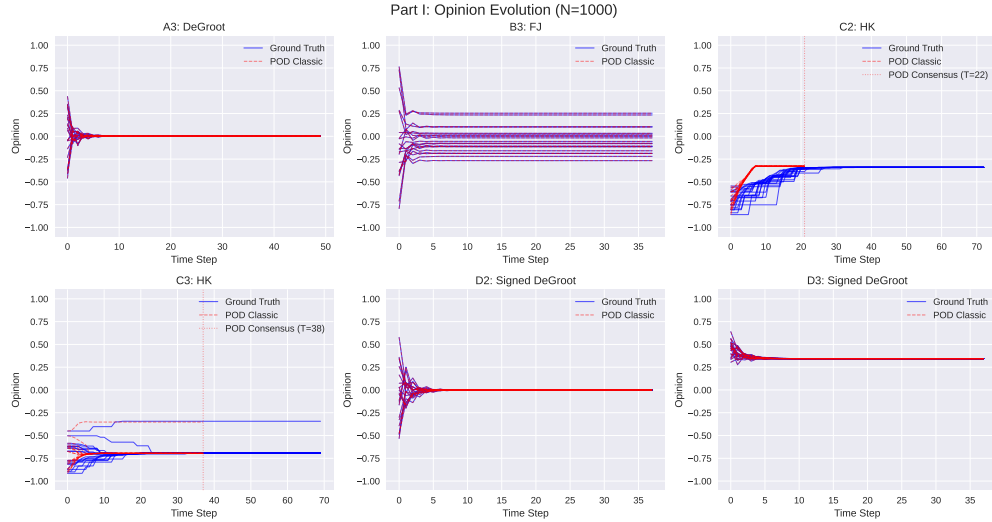 Part I: Opinion Evolution (N=1000)
A3: DeGroot
Opinion
1.00
0.75
0.50
0.25
0.00
−0.25
−0.50
−0.75
−1.00
Ground Truth
POD Classic
0 10 20 30 40 50
Time Step
B3: FJ
Opinion
1.00
0.75
0.50
0.25
0.00
−0.25
−0.50
−0.75
−1.00
Ground Truth
POD Classic
0 5 10 15 20 25 30 35
Time Step
C2: HK
Opinion
1.00
0.75
0.50
0.25
0.00
−0.25
−0.50
−0.75
−1.00
Ground Truth
POD Classic
POD Consensus (T=22)
0 10 20 30 40 50 60 70
Time Step
C3: HK
Opinion
1.00
0.75
0.50
0.25
0.00
−0.25
−0.50
−0.75
−1.00
Ground Truth
POD Classic
POD Consensus (T=38)
0 10 20 30 40 50 60 70
Time Step
D2: Signed DeGroot
Opinion
1.00
0.75
0.50
0.25
0.00
−0.25
−0.50
−0.75
−1.00
Ground Truth
POD Classic
0 5 10 15 20 25 30 35
Time Step
D3: Signed DeGroot
Opinion
1.00
0.75
0.50
0.25
0.00
−0.25
−0.50
−0.75
−1.00
Ground Truth
POD Classic
0 5 10 15 20 25 30 35
Time Step